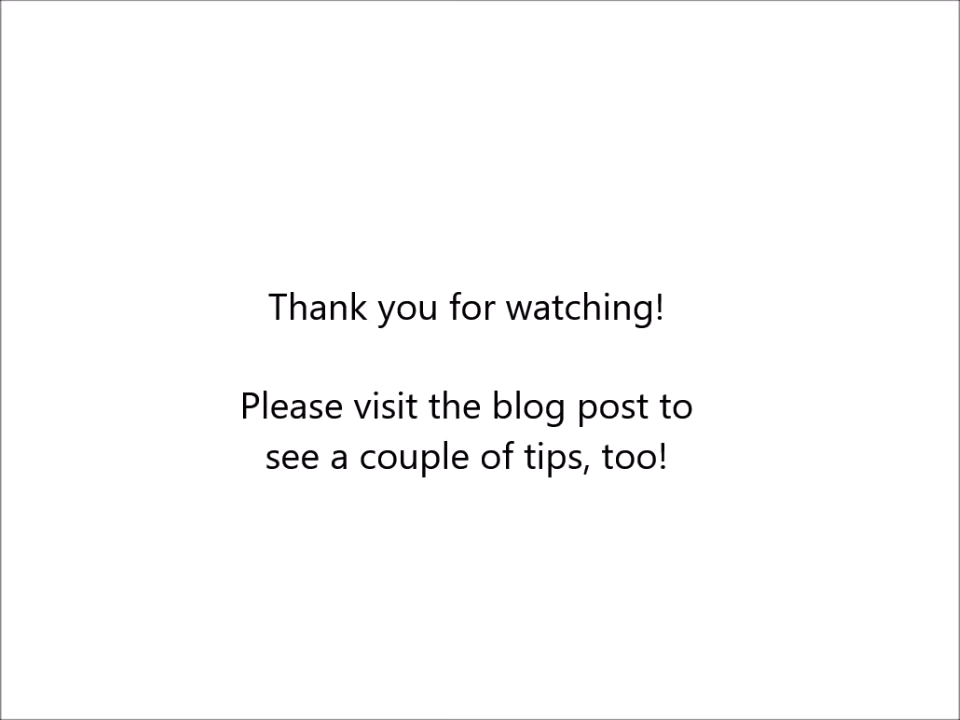 Thank you for watching!
Please visit the blog post to
see a couple of tips, too!